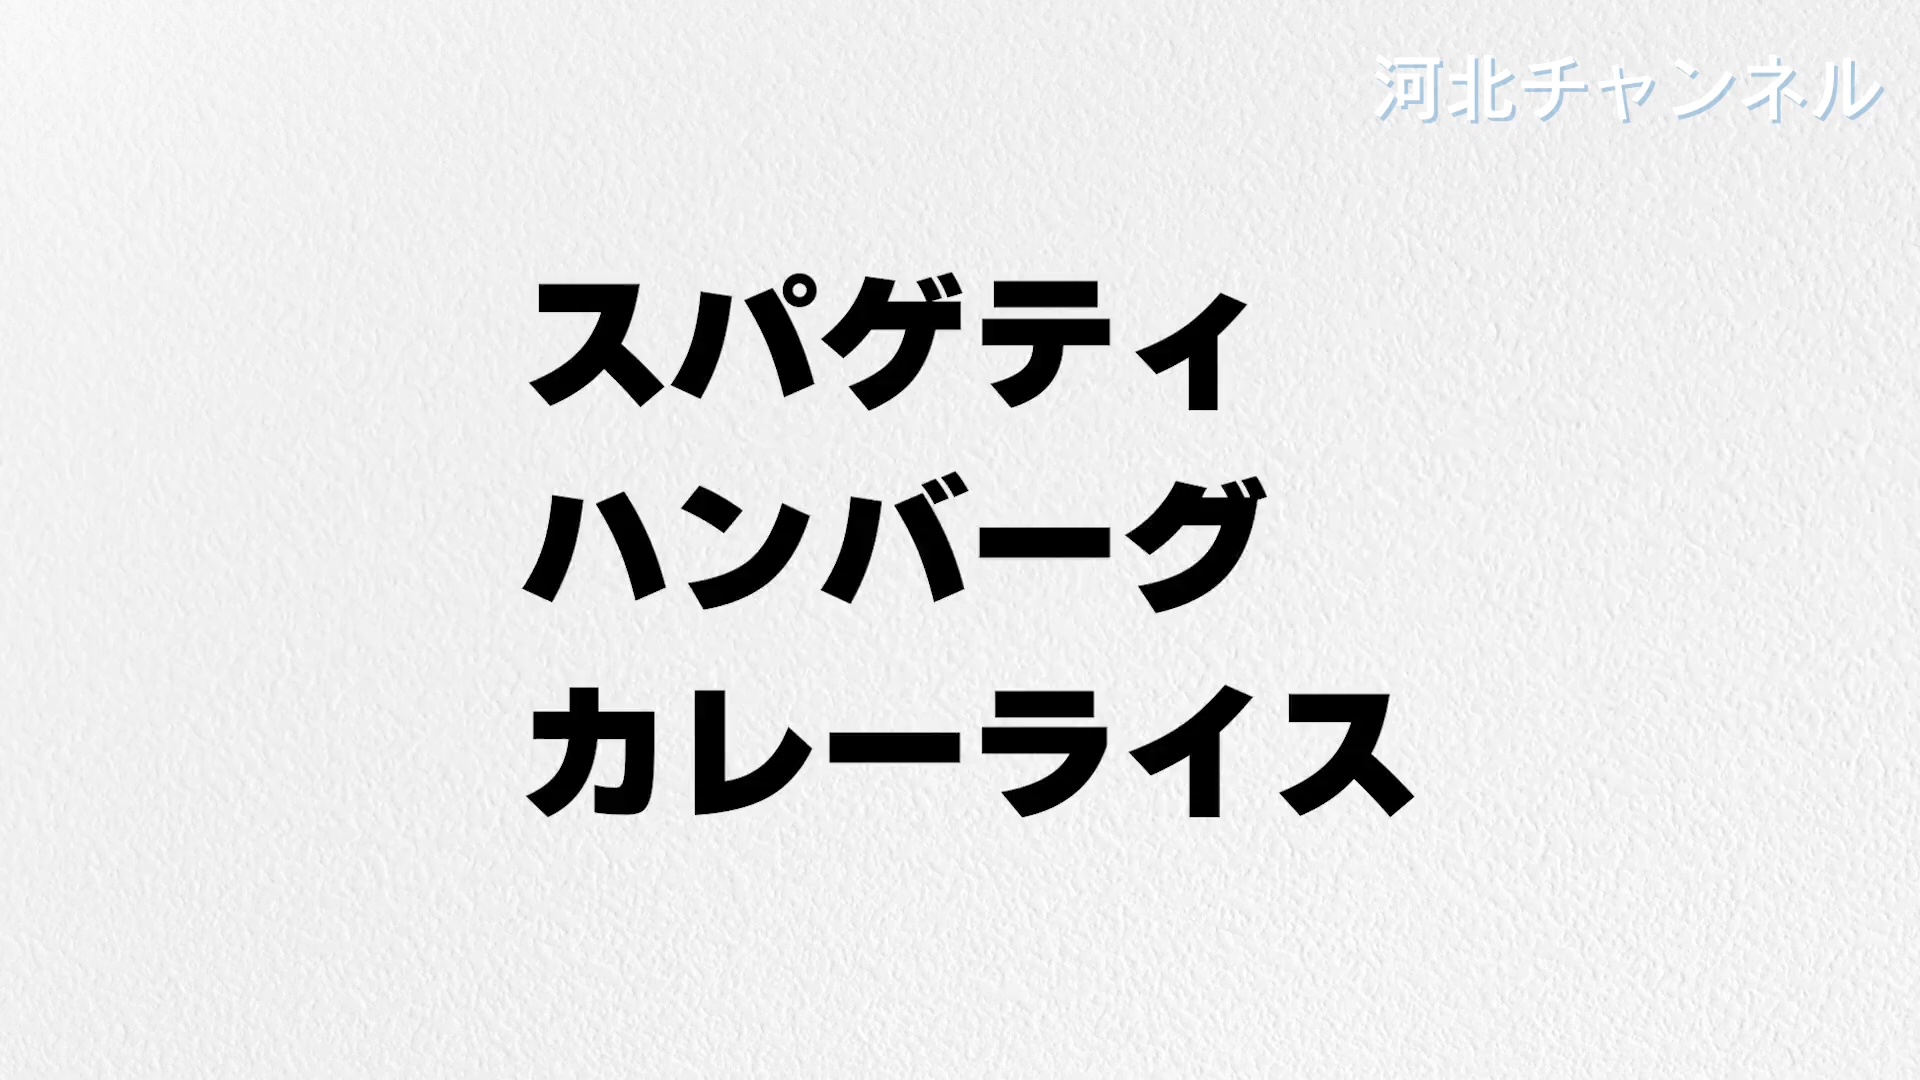 河北チャンネル
スパゲティ
ハンバーグ
カレーライス